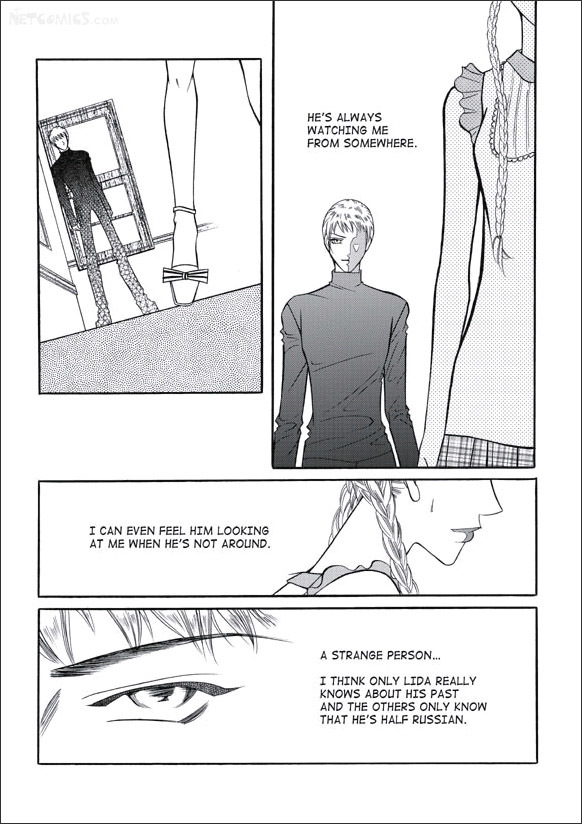 NETCOMICS.COM
HE'S ALWAYS
WATCHING ME
FROM SOMEWHERE.
I CAN EVEN FEEL HIM LOOKING
AT ME WHEN HE'S NOT AROUND.
A STRANGE PERSON...
I THINK ONLY LIDA REALLY
KNOWS ABOUT HIS PAST
AND THE OTHERS ONLY KNOW
THAT HE'S HALF RUSSIAN.